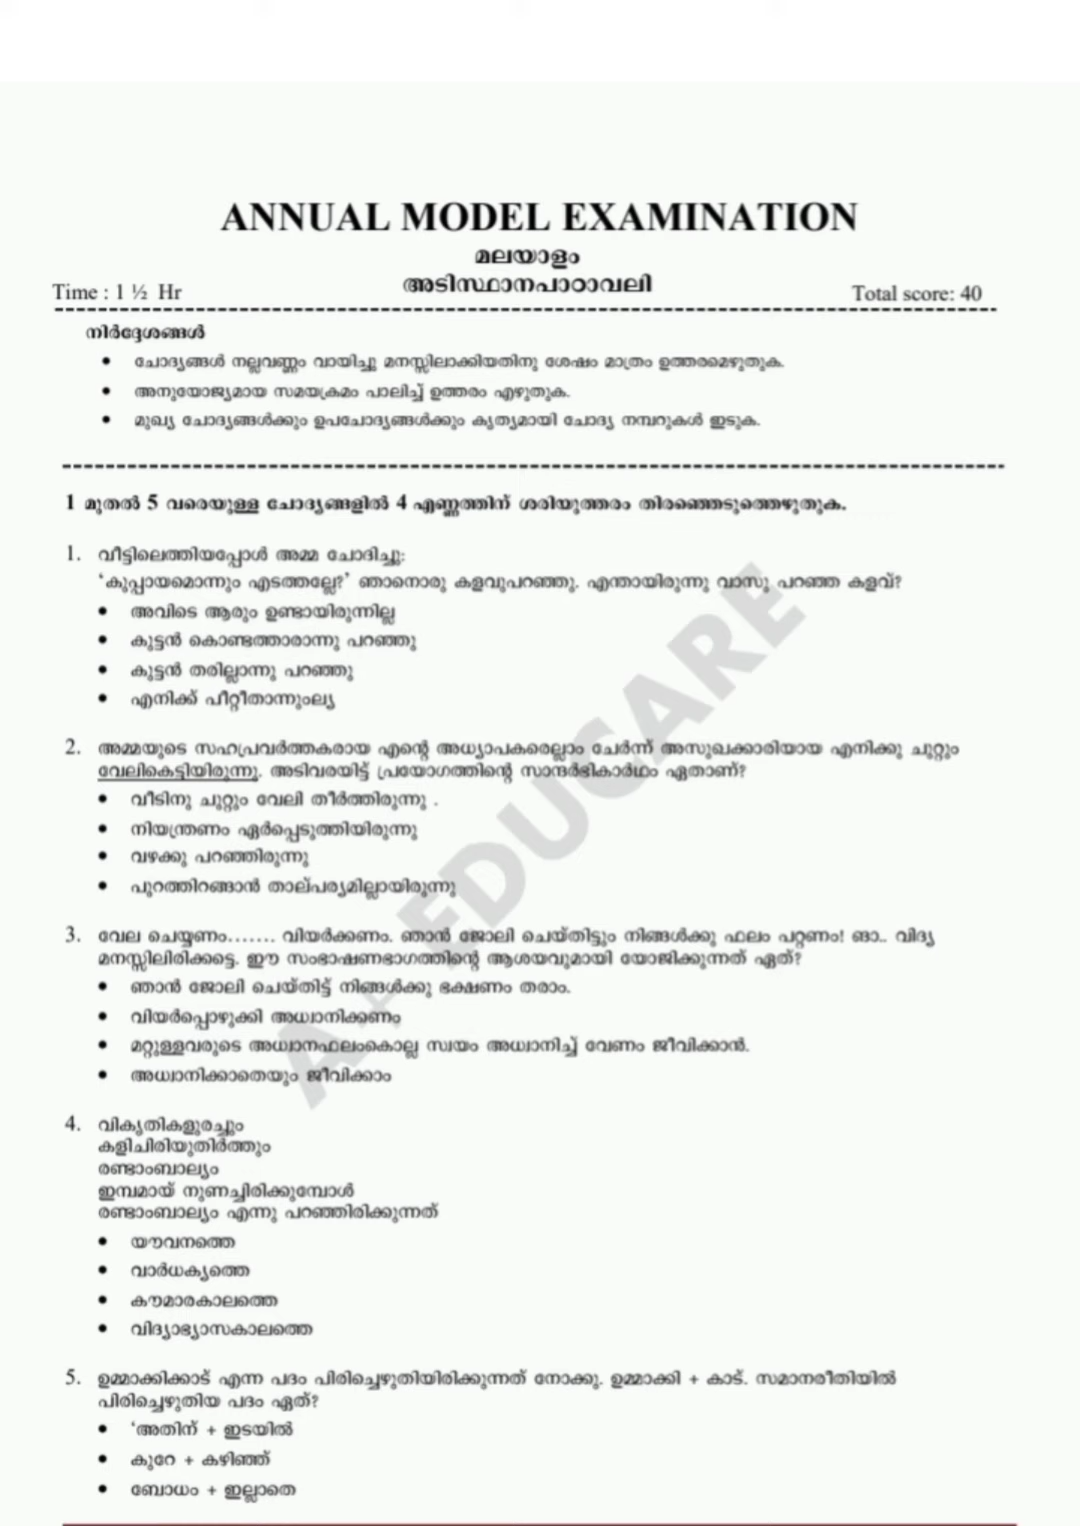 ANNUAL MODEL EXAMINATION
മലയാളം
അടിസ്ഥാനപാഠാവലി
Time : 1 ½ Hr
Total score: 40
നിർദ്ദേശങ്ങൾ
• ചോദ്യങ്ങൾ നല്ലവണ്ണം വായിച്ചു മനസ്സിലാക്കിയതിനു ശേഷം മാത്രം ഉത്തരമെഴുതുക.
• അനുയോജ്യമായ സമയക്രമം പാലിച്ച് ഉത്തരം എഴുതുക.
• മുഖ്യ ചോദ്യങ്ങൾക്കും ഉപചോദ്യങ്ങൾക്കും കൃത്യമായി ചോദ്യ നമ്പറുകൾ ഇടുക.
1 മുതൽ 5 വരെയുള്ള ചോദ്യങ്ങളിൽ 4 എണ്ണത്തിന് ശരിയുത്തരം തിരഞ്ഞെടുത്തെഴുതുക.
1. വീട്ടിലെത്തിയപ്പോൾ അമ്മ ചോദിച്ചു:
‘കുപ്പായമൊന്നും എടത്തല്ലേ?’ ഞാനൊരു കളവുപറഞ്ഞു. എന്തായിരുന്നു വാസു പറഞ്ഞ കളവ്?
• അവിടെ ആരും ഉണ്ടായിരുന്നില്ല
• കുട്ടൻ കൊണ്ടത്താരാന്നു പറഞ്ഞു
• കുട്ടൻ തരില്ലാന്നു പറഞ്ഞു
• എനിക്ക് പീറ്റീതാന്നുംല്യ
2. അമ്മയുടെ സഹപ്രവർത്തകരായ എന്റെ അധ്യാപകരെല്ലാം ചേർന്ന് അസുഖക്കാരിയായ എനിക്കു ചുറ്റും
വേലികെട്ടിയിരുന്നു. അടിവരയിട്ട് പ്രയോഗത്തിന്റെ സാന്ദർഭികാർഥം ഏതാണ്?
• വീടിനു ചുറ്റും വേലി തീർത്തിരുന്നു .
• നിയന്ത്രണം ഏർപ്പെടുത്തിയിരുന്നു
• വഴക്കു പറഞ്ഞിരുന്നു
• പുറത്തിറങ്ങാൻ താല്പര്യമില്ലായിരുന്നു
3. വേല ചെയ്യണം....... വിയർക്കണം. ഞാൻ ജോലി ചെയ്തിട്ടും നിങ്ങൾക്കു ഫലം പറ്റണം! ങാ.. വിദ്യ
മനസ്സിലിരിക്കട്ടെ. ഈ സംഭാഷണഭാഗത്തിന്റെ ആശയവുമായി യോജിക്കുന്നത് ഏത്?
• ഞാൻ ജോലി ചെയ്തിട്ട് നിങ്ങൾക്കു ഭക്ഷണം തരാം.
• വിയർപ്പൊഴുക്കി അധ്വാനിക്കണം
• മറ്റുള്ളവരുടെ അധ്വാനഫലംകൊല്ല സ്വയം അധ്വാനിച്ച് വേണം ജീവിക്കാൻ.
• അധ്വാനിക്കാതെയും ജീവിക്കാം
4. വികൃതികളുരച്ചും
കളിചിരിയുതിർത്തും
രണ്ടാംബാല്യം
ഇമ്പമായ് നുണച്ചിരിക്കുമ്പോൾ
രണ്ടാംബാല്യം എന്നു പറഞ്ഞിരിക്കുന്നത്
• യൗവനത്തെ
• വാർധക്യത്തെ
• കൗമാരകാലത്തെ
• വിദ്യാഭ്യാസകാലത്തെ
5. ഉമ്മാക്കിക്കാട് എന്ന പദം പിരിച്ചെഴുതിയിരിക്കുന്നത് നോക്കു. ഉമ്മാക്കി + കാട്. സമാനരീതിയിൽ
പിരിച്ചെഴുതിയ പദം ഏത്?
• ‘അതിന് + ഇടയിൽ
• കുറേ + കഴിഞ്ഞ്
• ബോധം + ഇല്ലാതെ
A+ EDUCARE